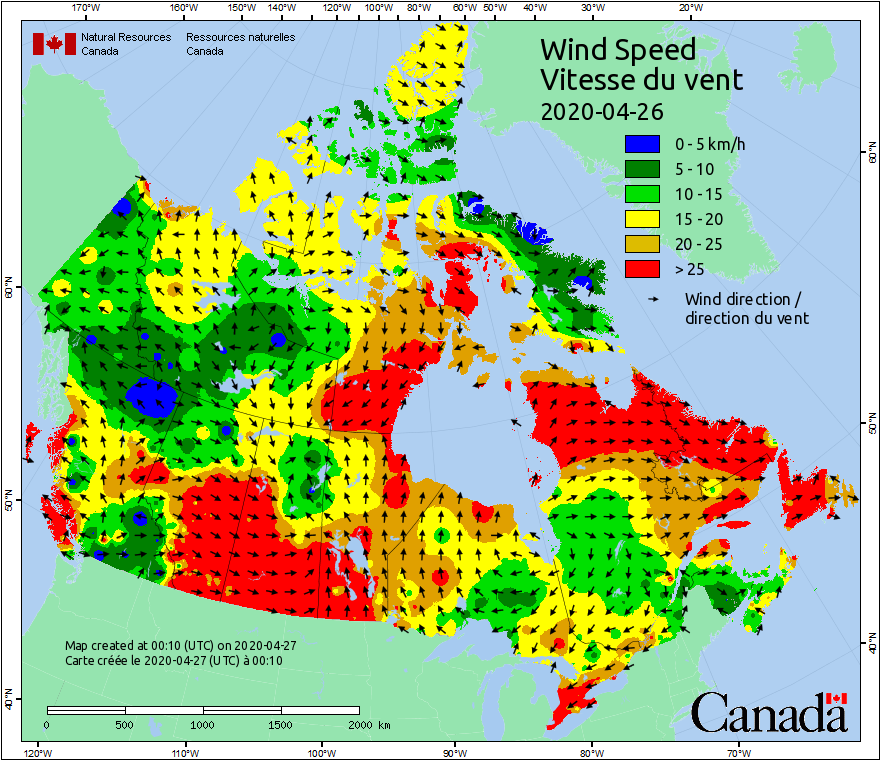 170°W 160°W 150°W 140°W 130°W 120°W 110°W 100°W 90°W 80°W 70°W 60°W 50°W 40°W 30°W 20°W
Natural Resources Canada
Ressources naturelles Canada
Wind Speed
Vitesse du vent
2020-04-26
0 - 5 km/h
5 - 10
10 - 15
15 - 20
20 - 25
> 25
Wind direction /
direction du vent
60°N
50°N
40°N
60°N
50°N
40°N
Map created at 00:10 (UTC) on 2020-04-27
Carte créée le 2020-04-27 (UTC) à 00:10
0 500 1000 1500 2000 km
Canada
120°W 110°W 100°W 90°W 80°W 70°W